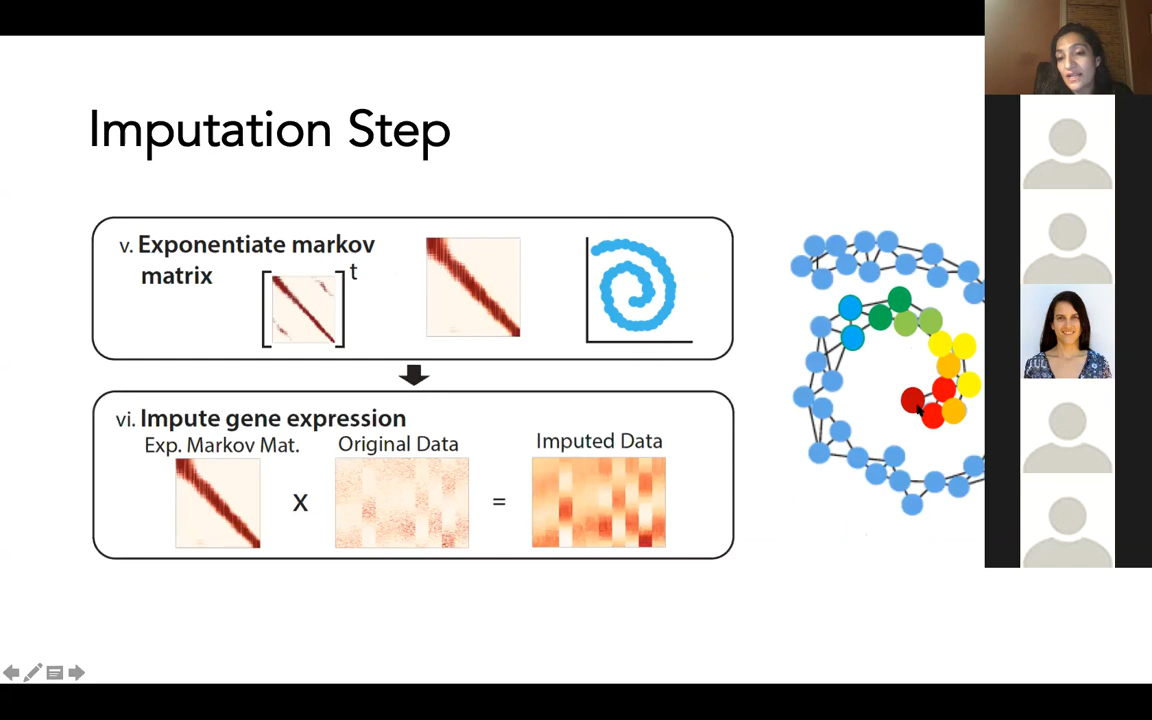 Imputation Step
v. Exponentiate markov
matrix
t
vi. Impute gene expression
Exp. Markov Mat.
Original Data
Imputed Data
X
=